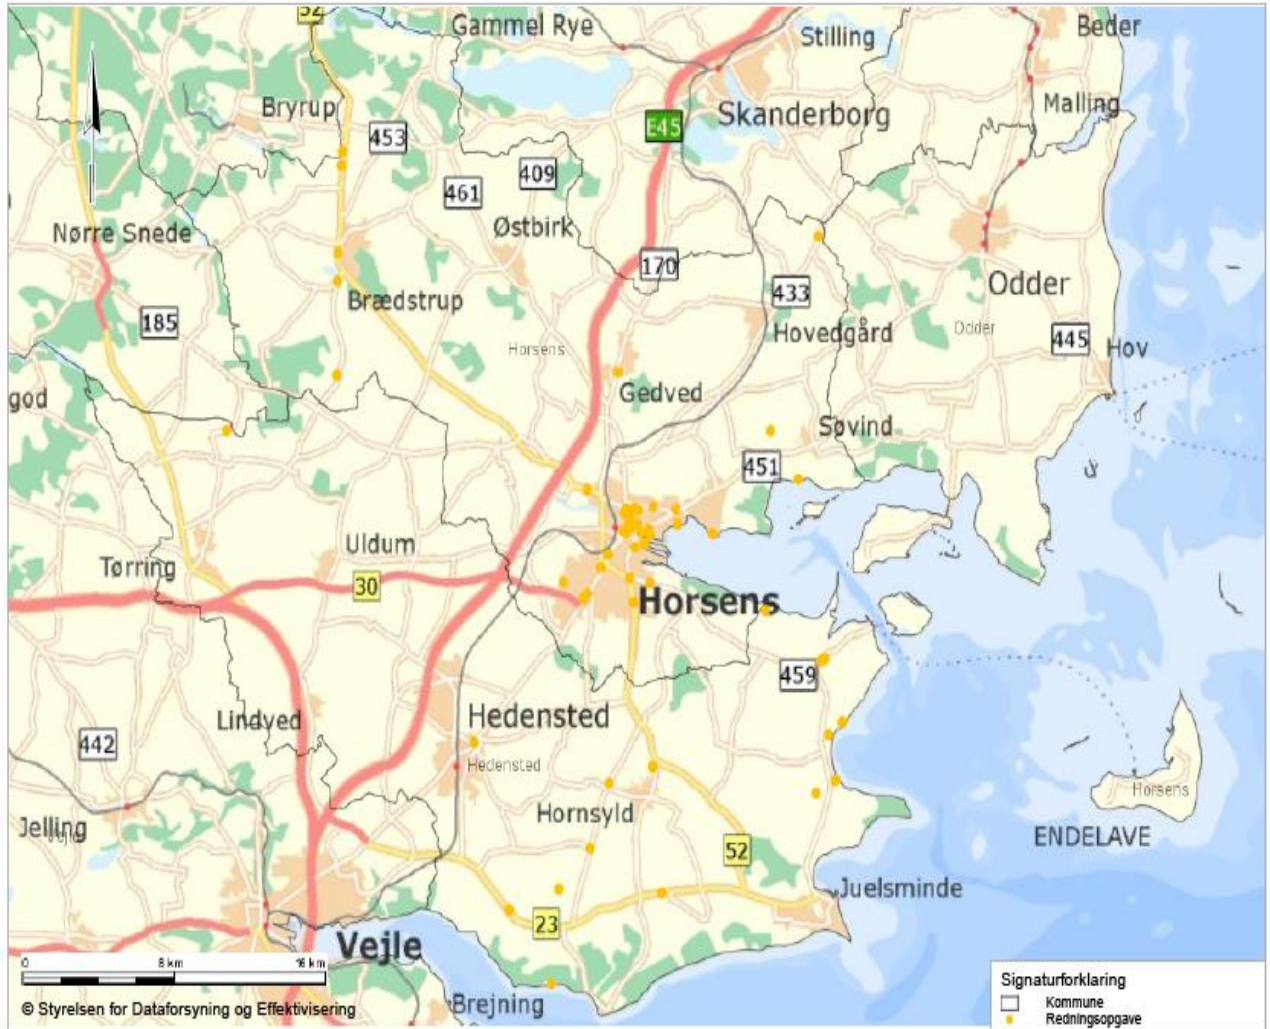 52
Gammel Rye
Stilling
Beder
Bryrup
453
E45
Skanderborg
Malling
409
461
Nørre Snede
Østbirk
170
433
Odder
185
Brædstrup
Horsens
Hovedgård
Odder
445
Hov
Gedved
god
Søvind
451
Uldum
Tørring
30
Horsens
459
Lindved
Hedensted
442
Hedensted
Horsens
Jelling
Vejle
Hornsyld
ENDELAVE
52
Juelsminde
23
Vejle
0 8 km 16 km
Brejning
© Styrelsen for Dataforsyning og Effektivisering
Signaturforklaring
Kommune
Redningsopgave